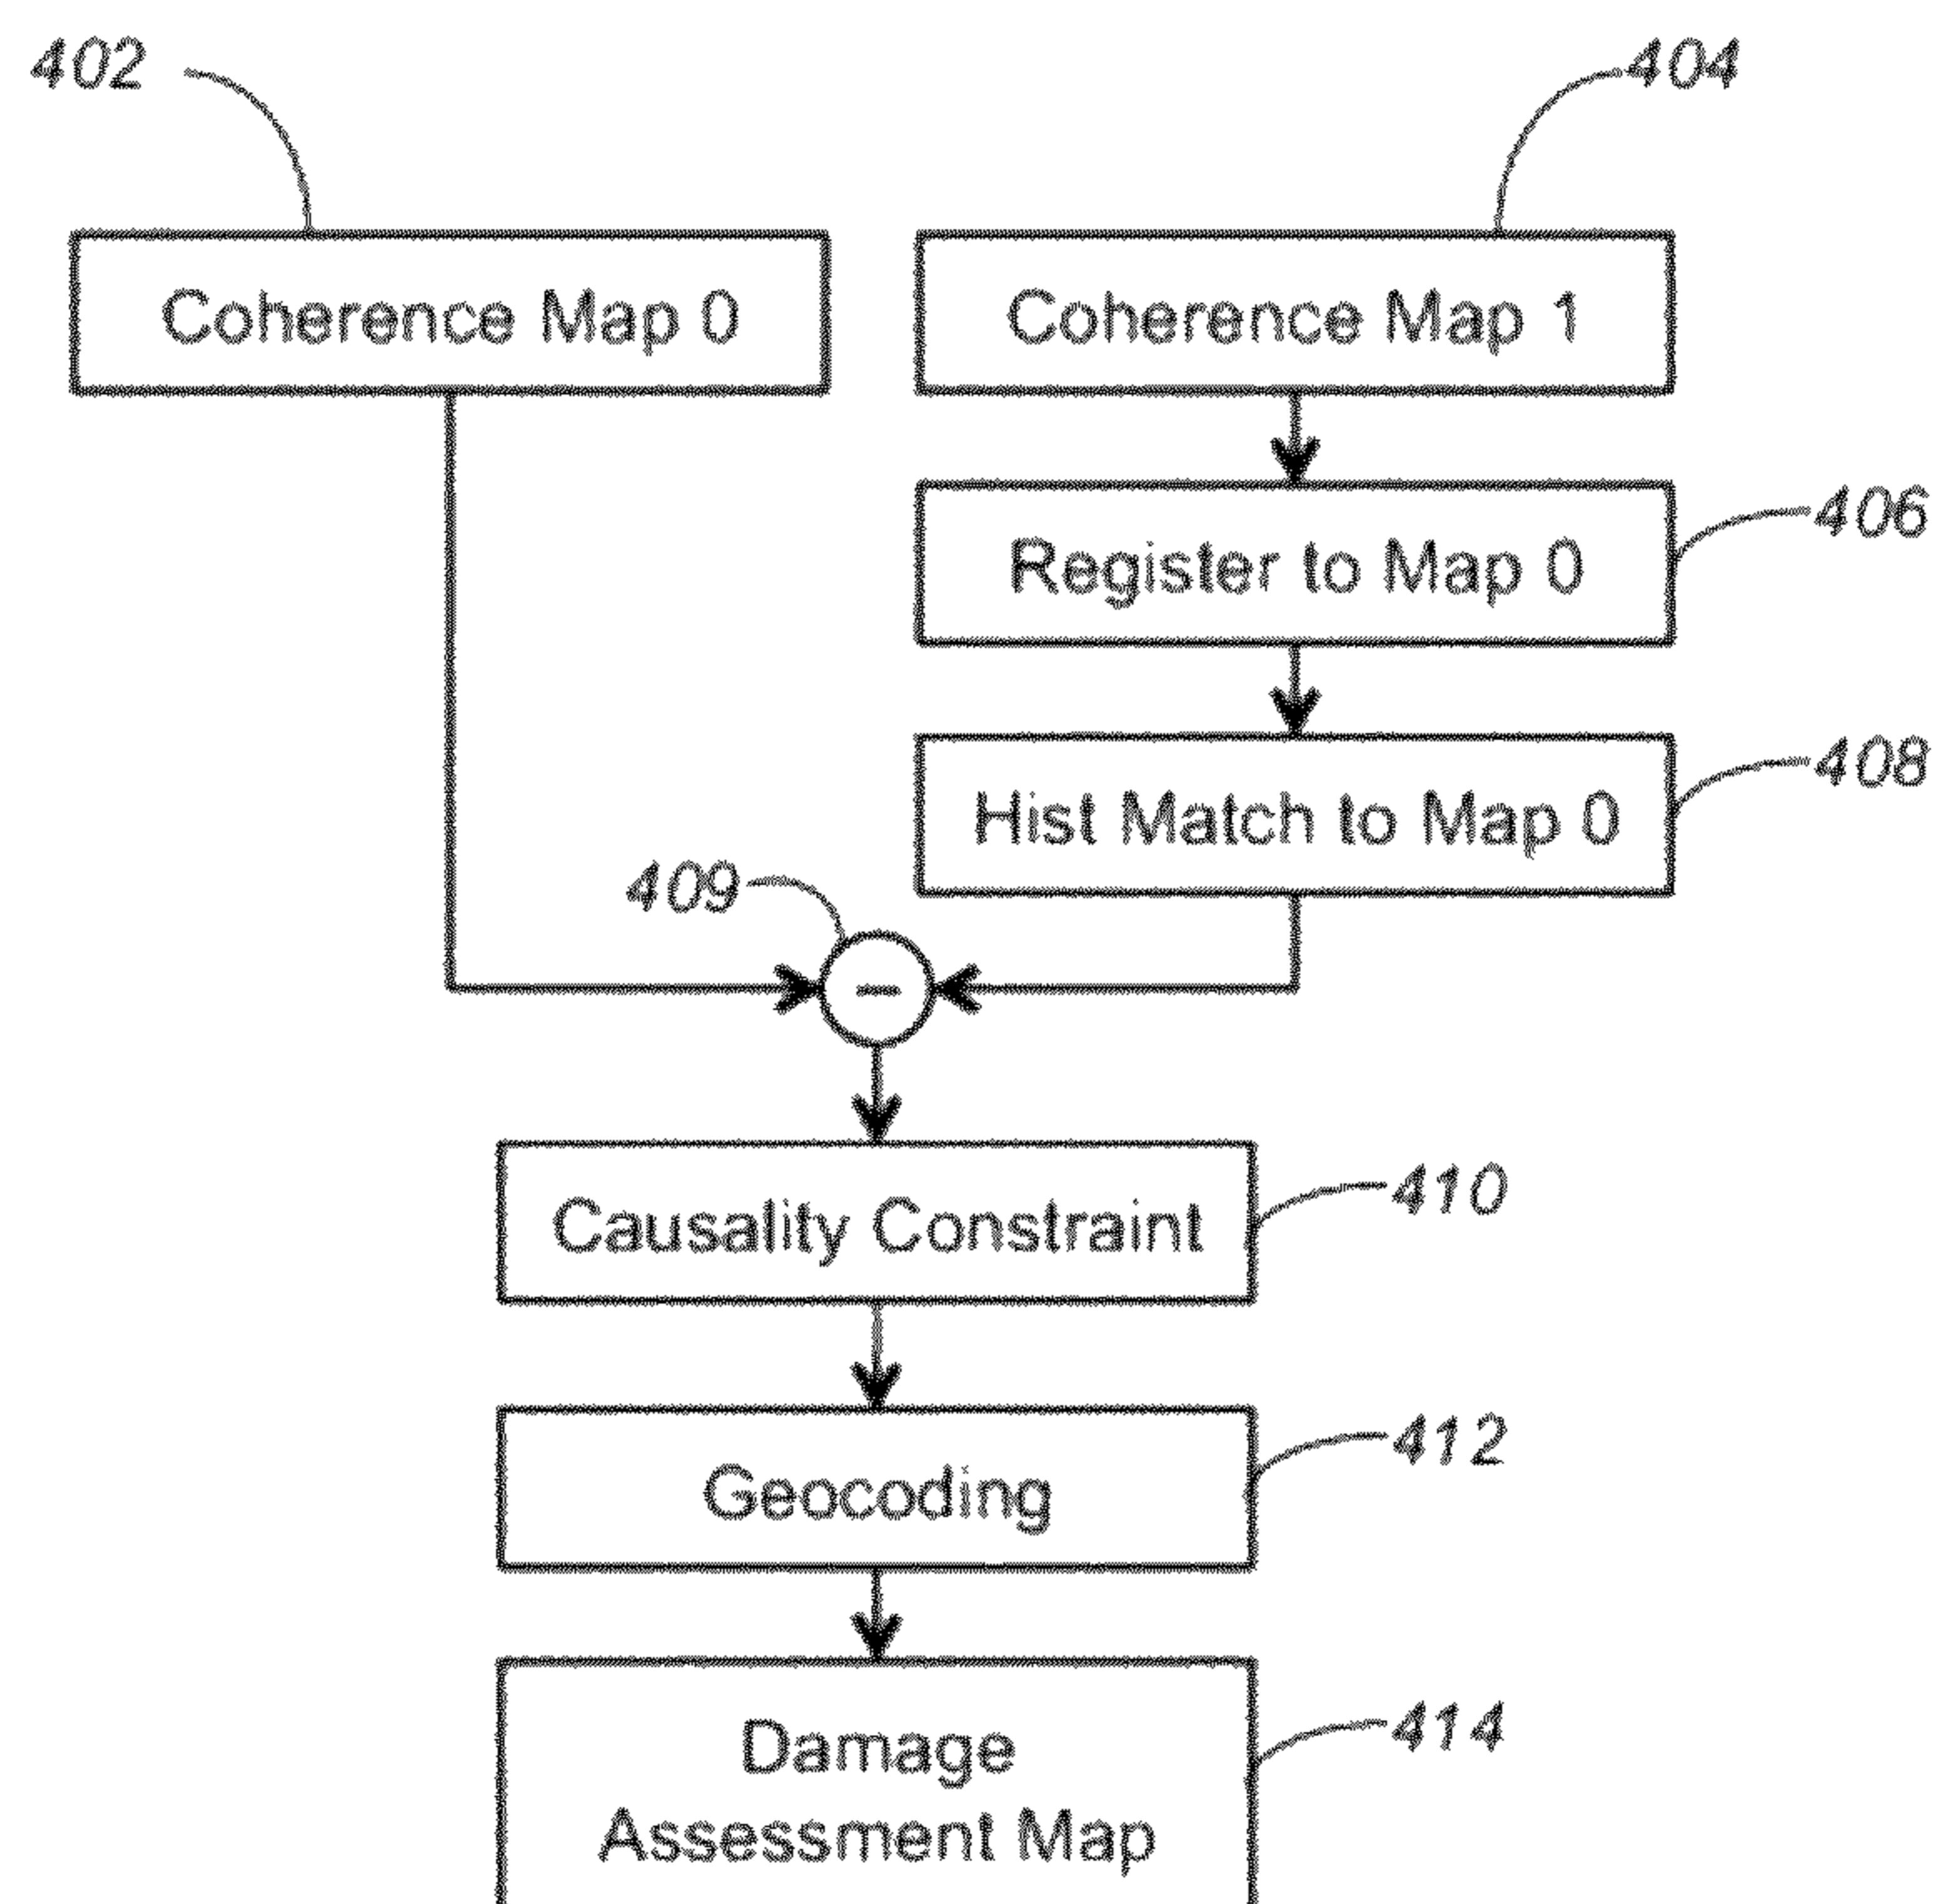 402
404
Coherence Map 0
Coherence Map 1
406
Register to Map 0
408
Hist Match to Map 0
409
-
Causality Constraint
410
412
Geocoding
414
Damage
Assessment Map